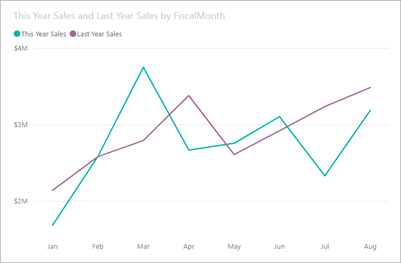 This Year Sales and Last Year Sales by FiscalMonth
This Year Sales Last Year Sales
$4M
$3M
$2M
Jan Feb Mar Apr May Jun Jul Aug